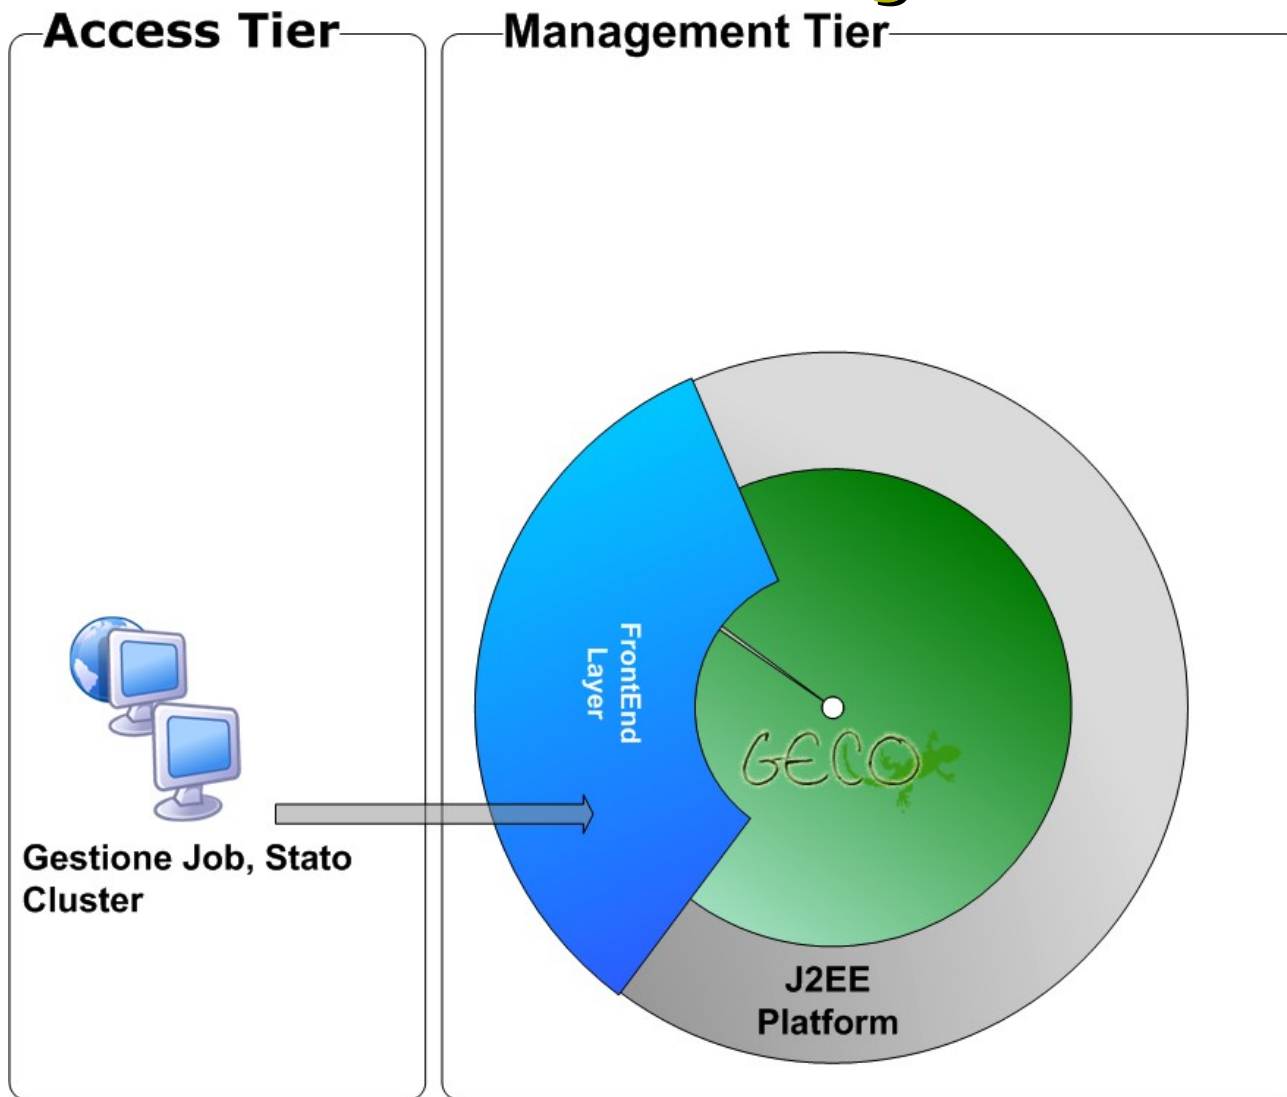 Access Tier
Management Tier
FrontEnd
Layer
GECO
Gestione Job, Stato
Cluster
J2EE
Platform